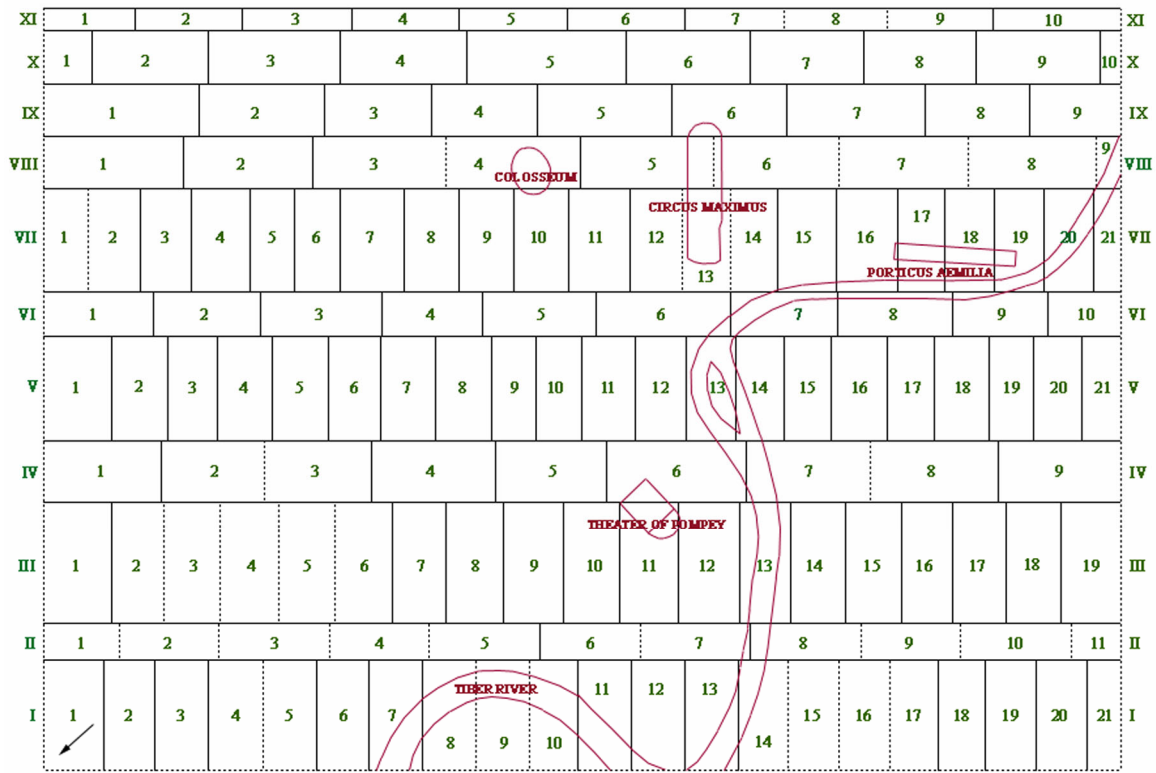 XI 1 2 3 4 5 6 7 8 9 10 XI
X 1 2 3 4 5 6 7 8 9 10 X
IX 1 2 3 4 5 6 7 8 9 IX
9
VIII 1 2 3 4 5 6 7 8 VIII
COLOSSEUM
CIRCUS MAXIMUS
17
VII 1 2 3 4 5 6 7 8 9 10 11 12 14 15 16 18 19 20 21 VII
13 PORTICUS AEMILIA
VI 1 2 3 4 5 6 7 8 9 10 VI
V 1 2 3 4 5 6 7 8 9 10 11 12 13 14 15 16 17 18 19 20 21 V
IV 1 2 3 4 5 6 7 8 9 IV
THEATER OF POMPEY
III 1 2 3 4 5 6 7 8 9 10 11 12 13 14 15 16 17 18 19 III
II 1 2 3 4 5 6 7 8 9 10 11 II
TIBER RIVER 11 12 13
I 1 2 3 4 5 6 7 15 16 17 18 19 20 21 I
8 9 10 14